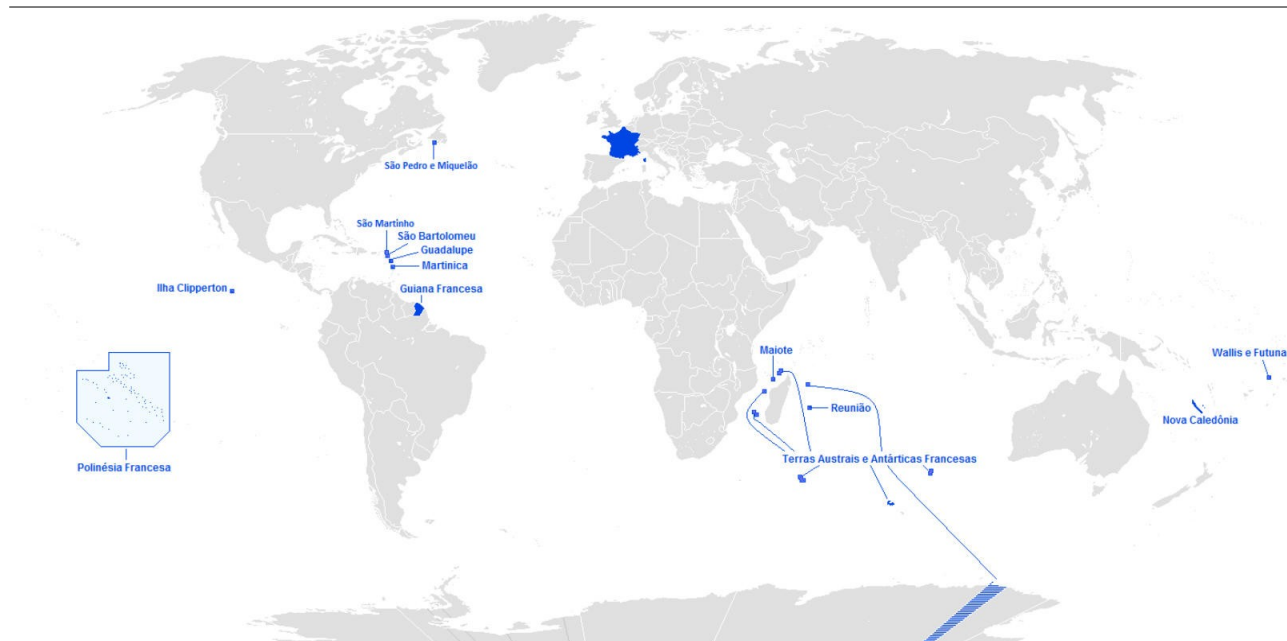 São Pedro e Miquelão
São Martinho
São Bartolomeu
Guadalupe
Martinica
Ilha Clipperton
Guiana Francesa
Maiote
Wallis e Futuna
Reunião
Nova Caledônia
Polinésia Francesa
Terras Austrais e Antárticas Francesas